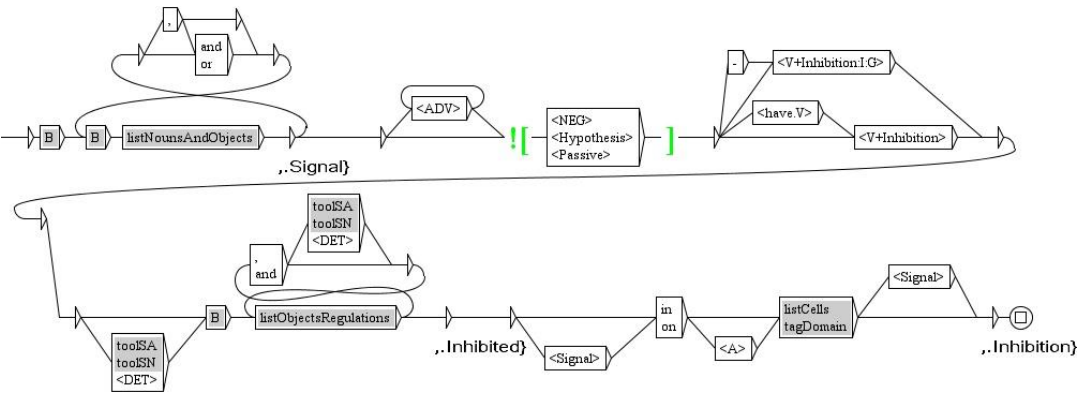 ,
and
or
B
B
listNounsAndObjects
,.Signal}
<ADV>
![
<NEG>
<Hypothesis>
<Passive>
]
-
<V+Inhibition:I:G>
<have.V>
<V+Inhibition>
toolSA
toolSN
<DET>
B
,
and
toolSA
toolSN
<DET>
listObjectsRegulations
,.Inhibited}
<Signal>
in
on
<A>
listCells
tagDomain
<Signal>
,.Inhibition}